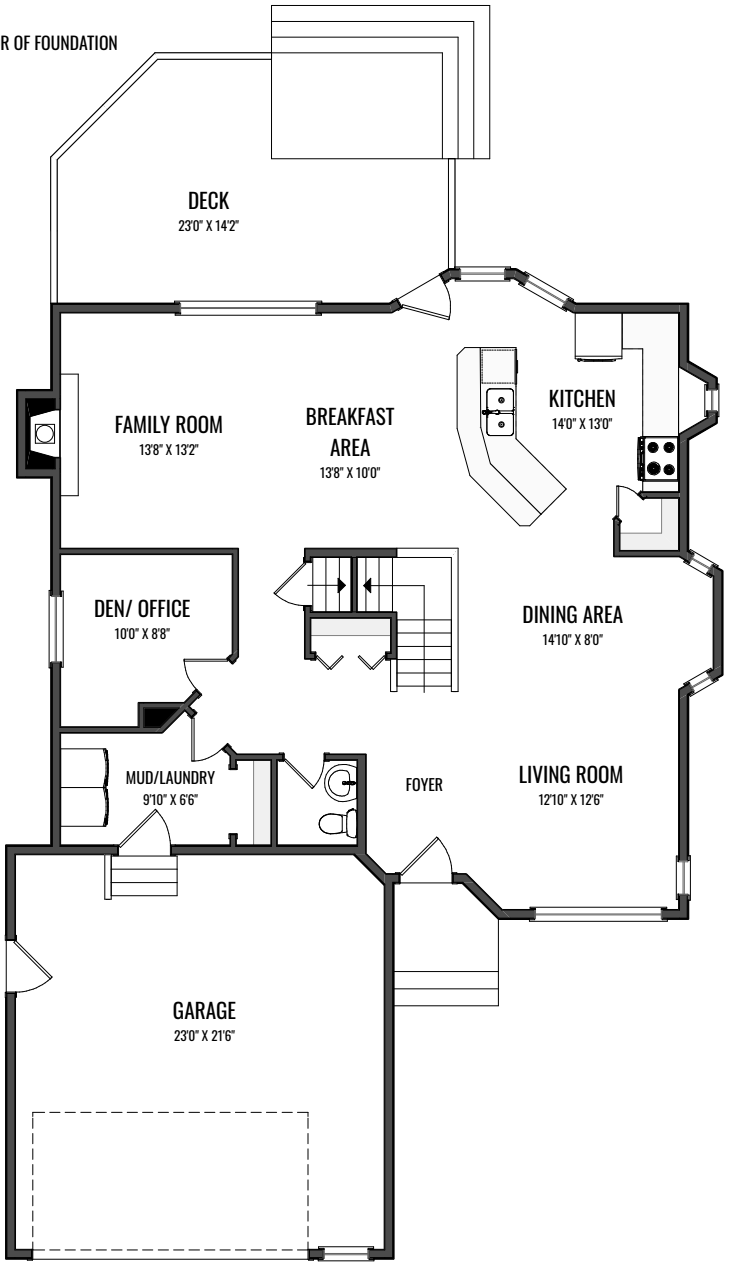 R OF FOUNDATION
DECK
23'0" X 14'2"
FAMILY ROOM
13'8" X 13'2"
BREAKFAST
AREA
13'8" X 10'0"
KITCHEN
14'0" X 13'0"
DEN/ OFFICE
10'0" X 8'8"
DINING AREA
14'10" X 8'0"
MUD/LAUNDRY
9'10" X 6'6"
FOYER
LIVING ROOM
12'10" X 12'6"
GARAGE
23'0" X 21'6"